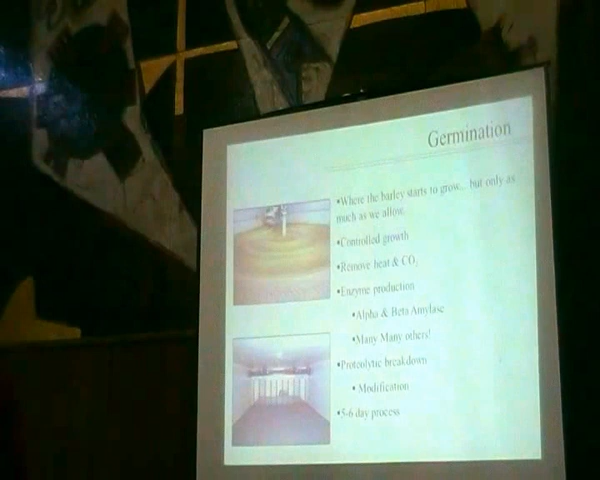 Germination
•Where the barley starts to grow... but only as
much as we allow.
•Controlled growth
•Remove heat & CO₂
•Enzyme production
•Alpha & Beta Amylase
•Many Many others!
•Proteolytic breakdown
• Modification
•5-6 day process